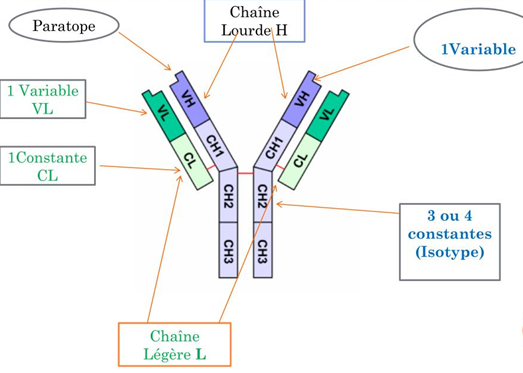 Chaîne
Lourde H
Paratope
1Variable
1 Variable
VL
1Constante
CL
VH
VL
CH1
CL
CH2
CH3
VH
VL
CH1
CL
CH2
CH3
3 ou 4
constantes
(Isotype)
Chaîne
Légère L